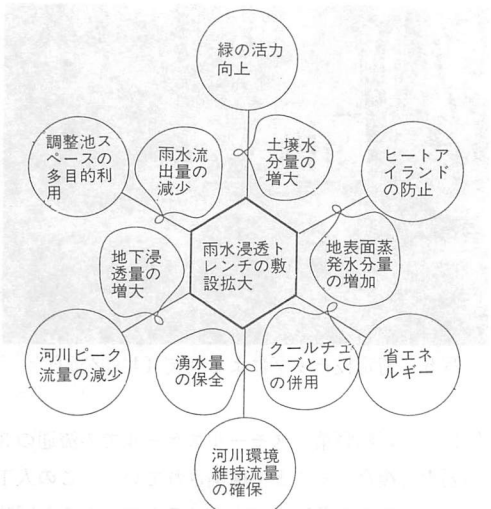 緑の活力
向上
調整池ス
ペースの
多目的利
用
雨水流
出量の
減少
土壌水
分量の
増大
ヒートア
イランド
の防止
地下浸
透量の
増大
雨水浸透ト
レンチの敷
設拡大
地表面蒸
発水分量
の増加
河川ピーク
流量の減少
湧水量
の保全
クールチュ
ーブとして
の併用
省エネ
ルギー
河川環境
維持流量
の確保